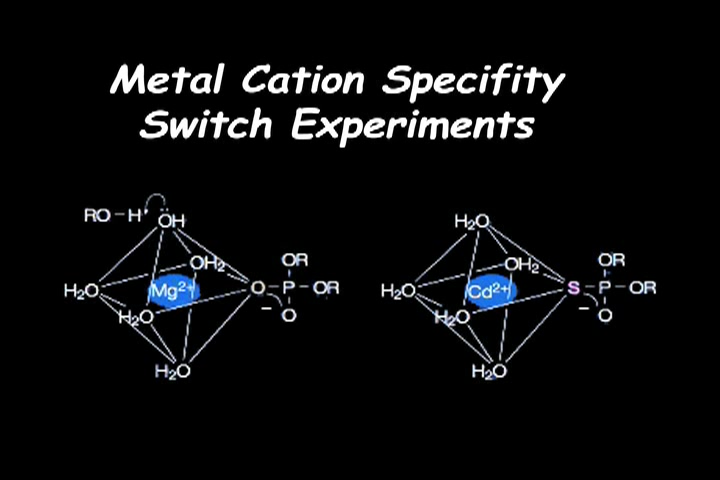 Metal Cation Specifity
Switch Experiments
RO-H
OH
OH₂
H₂O
Mg²⁺
H₂O
H₂O
O-P-OR
OR
O
−
H₂O
OH₂
H₂O
Cd²⁺
H₂O
H₂O
S-P-OR
OR
O
−